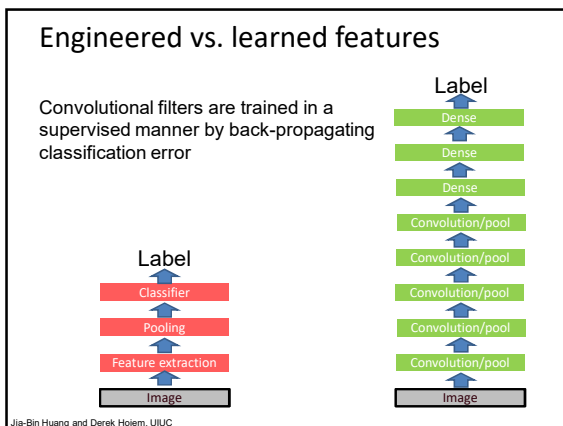 Engineered vs. learned features
Convolutional filters are trained in a
supervised manner by back-propagating
classification error
Label
Classifier
Pooling
Feature extraction
Image
Label
Dense
Dense
Dense
Convolution/pool
Convolution/pool
Convolution/pool
Convolution/pool
Convolution/pool
Image
Jia-Bin Huang and Derek Hoiem, UIUC